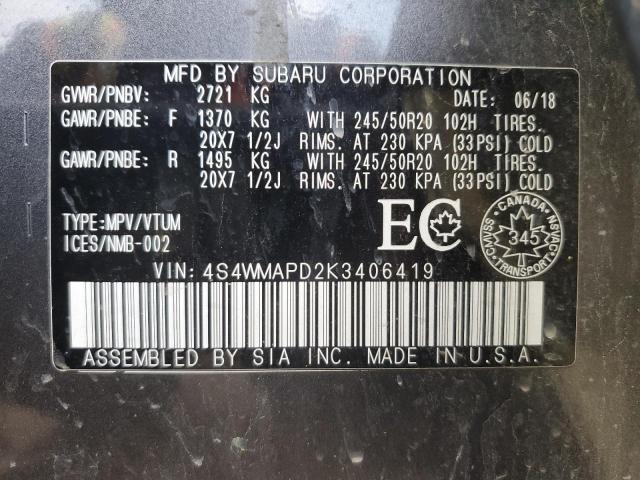 MFD BY SUBARU CORPORATION
GVWR/PNBV: 2721 KG DATE: 06/18
GAWR/PNBE: F 1370 KG WITH 245/50R20 102H TIRES.
20X7 1/2J RIMS. AT 230 KPA (33PSI) COLD
GAWR/PNBE: R 1495 KG WITH 245/50R20 102H TIRES.
20X7 1/2J RIMS. AT 230 KPA (33PSI) COLD
TYPE:MPV/VTUM
ICES/NMB-002
EC
CANADA
CMVSS 345 NSVAC
TRANSPORT
VIN: 4S4WMAPD2K3406419
ASSEMBLED BY SIA INC. MADE IN U.S.A.